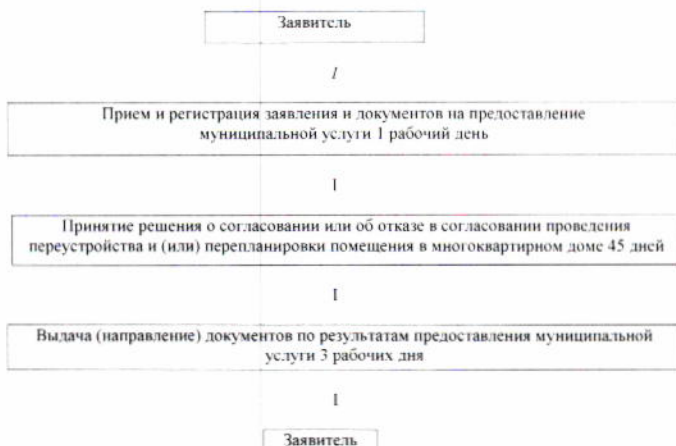 Заявитель
I
Прием и регистрация заявления и документов на предоставление
муниципальной услуги 1 рабочий день
I
Принятие решения о согласовании или об отказе в согласовании проведения
переустройства и (или) перепланировки помещения в многоквартирном доме 45 дней
I
Выдача (направление) документов по результатам предоставления муниципальной
услуги 3 рабочих дня
I
Заявитель